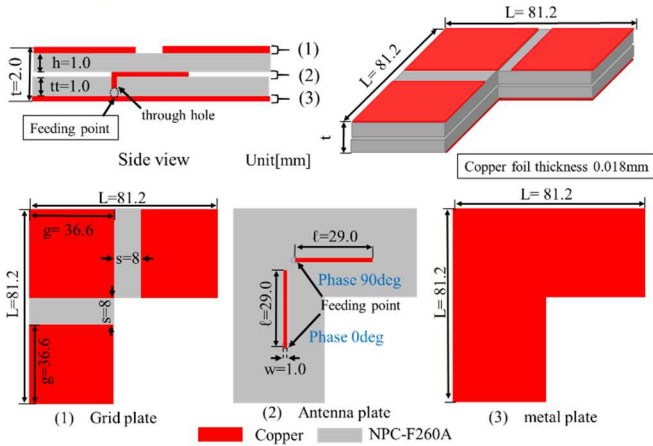 t=2.0
h=1.0
tt=1.0
(1)
(2)
(3)
Feeding point
through hole
Side view
Unit[mm]
L= 81.2
L= 81.2
t
Copper foil thickness 0.018mm
L=81.2
g= 36.6
s=8
L=81.2
s=8
g=36.6
(1) Grid plate
ℓ=29.0
Phase 90deg
Feeding point
ℓ=29.0
Phase 0deg
w=1.0
(2) Antenna plate
L= 81.2
L= 81.2
(3) metal plate
Copper
NPC-F260A